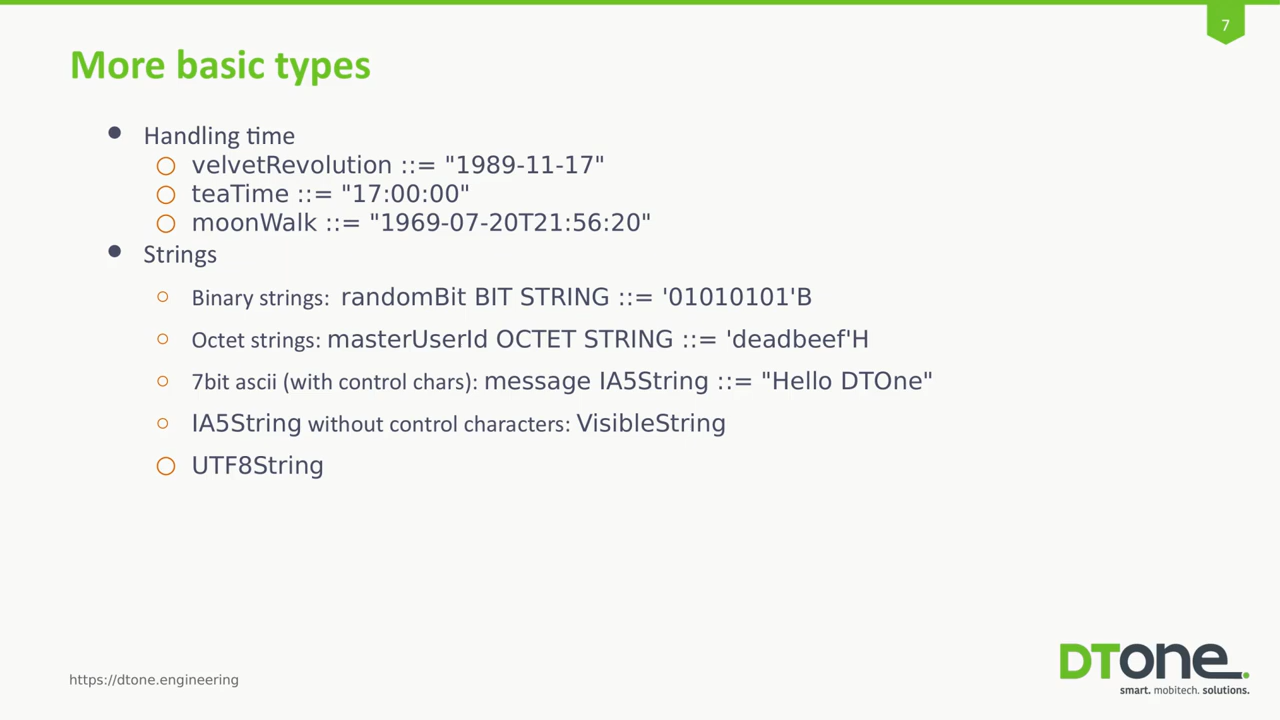 7
More basic types
● Handling time
○ velvetRevolution ::= "1989-11-17"
○ teaTime ::= "17:00:00"
○ moonWalk ::= "1969-07-20T21:56:20"
● Strings
○ Binary strings: randomBit BIT STRING ::= '01010101'B
○ Octet strings: masterUserId OCTET STRING ::= 'deadbeef'H
○ 7bit ascii (with control chars): message IA5String ::= "Hello DTOne"
○ IA5String without control characters: VisibleString
○ UTF8String
https://dtone.engineering
DTone.
smart. mobitech. solutions.